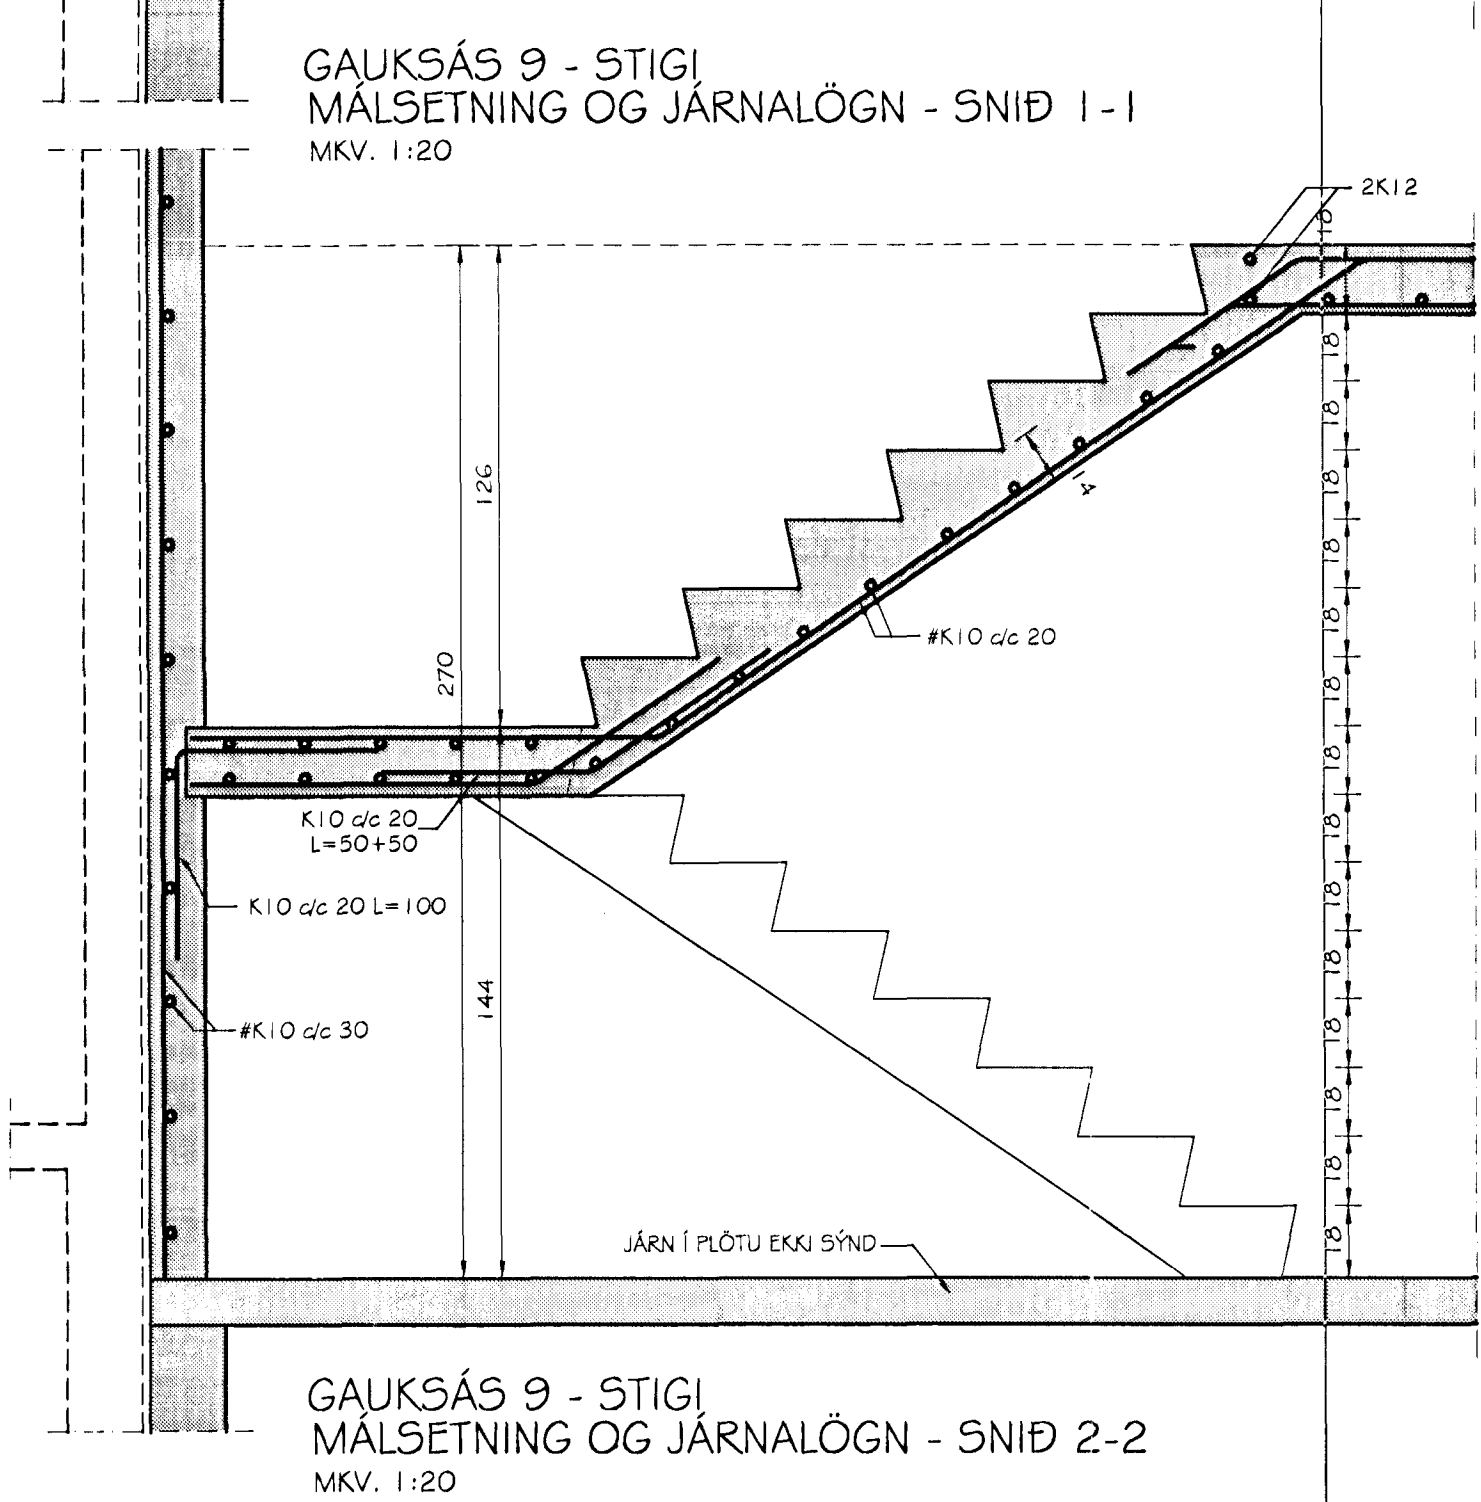 GAUKSÁS 9 - STIGI
MÁLSETNING OG JÁRNALÖGN - SNIÐ 1-1
MKV. 1:20
2K12
18
18
18
126
18
14
18
18
#K10 c/c 20
270
18
18
K10 c/c 20
L=50+50
18
K10 c/c 20 L=100
18
144
18
#K10 c/c 30
18
18
18
JÁRN Í PLÖTU EKKI SÝND
18
GAUKSÁS 9 - STIGI
MÁLSETNING OG JÁRNALÖGN - SNIÐ 2-2
MKV. 1:20